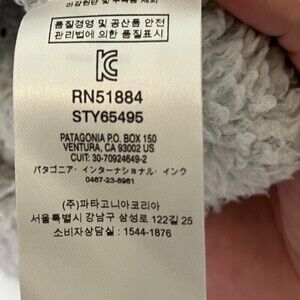 품질경영 및 공산품 안전
관리법에 의한 품질표시
RN51884
STY65495
PATAGONIA P.O. BOX 150
VENTURA, CA 93002 US
CUIT: 30-70924649-2
パタゴニア・インターナショナル・インク
0467-23-8961
(주)파타고니아코리아
서울특별시 강남구 삼성로 122길 25
소비자상담실 : 1544-1876